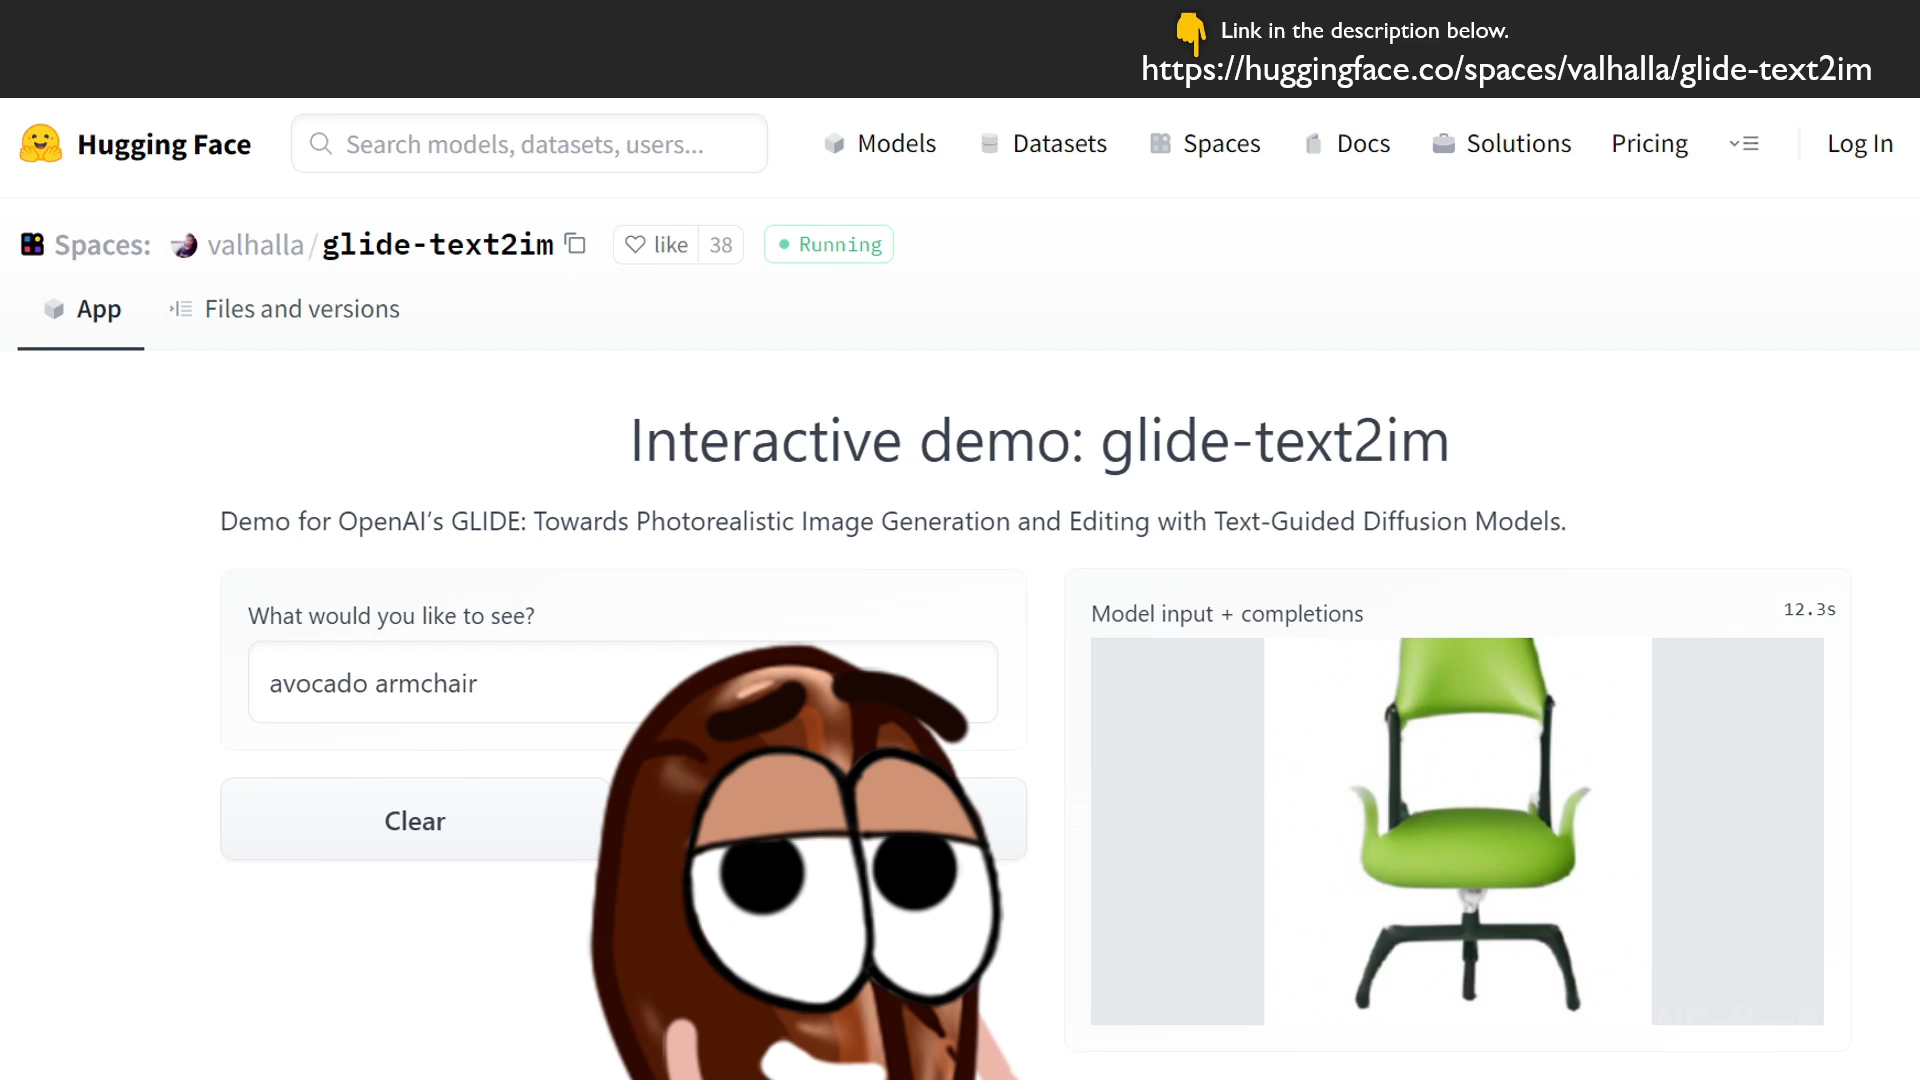 Link in the description below.
https://huggingface.co/spaces/valhalla/glide-text2im
Hugging Face Search models, datasets, users... Models Datasets Spaces Docs Solutions Pricing Log In
Spaces: valhalla/glide-text2im like 38 Running
App Files and versions
Interactive demo: glide-text2im
Demo for OpenAI's GLIDE: Towards Photorealistic Image Generation and Editing with Text-Guided Diffusion Models.
What would you like to see?
avocado armchair
Clear
Model input + completions 12.3s